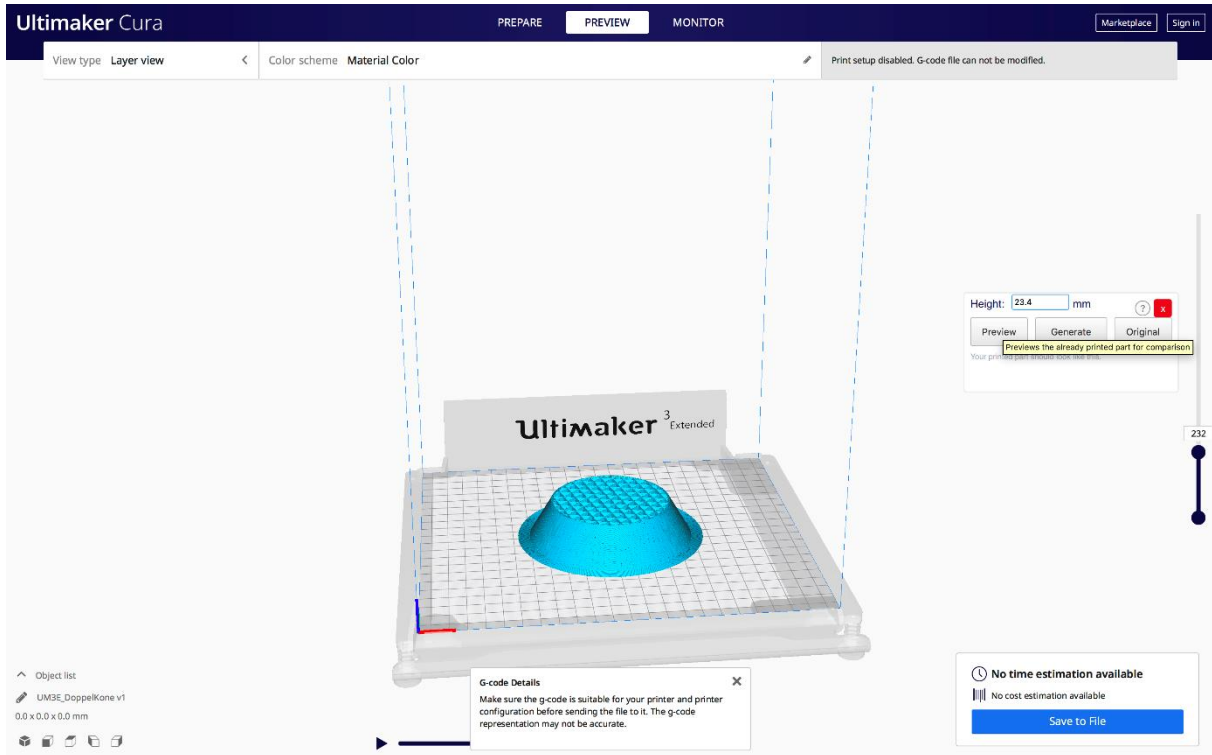 Ultimaker Cura
PREPARE PREVIEW MONITOR
Marketplace Sign in
View type Layer view
Color scheme Material Color
Print setup disabled. G-code file can not be modified.
Height: 23.4 mm ? x
Preview Generate Original
Previews the already printed part for comparison
Your printed part should look like this.
Ultimaker 3 Extended
232
Object list
UM3E_DoppelKone v1
0.0 x 0.0 x 0.0 mm
G-code Details
Make sure the g-code is suitable for your printer and printer
configuration before sending the file to it. The g-code
representation may not be accurate.
No time estimation available
No cost estimation available
Save to File